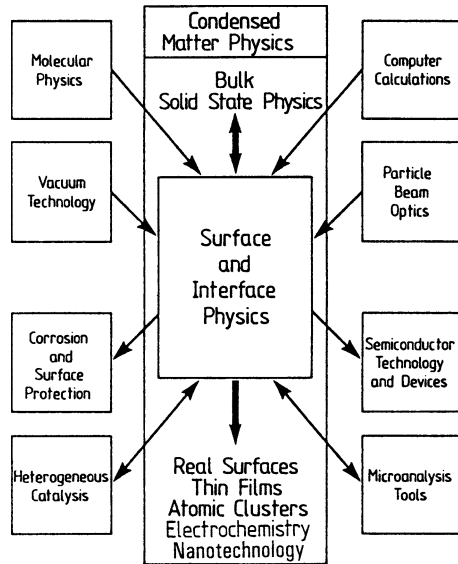 Condensed
Matter Physics
Molecular
Physics
Computer
Calculations
Bulk
Solid State Physics
Vacuum
Technology
Particle
Beam
Optics
Surface
and
Interface
Physics
Corrosion
and
Surface
Protection
Semiconductor
Technology
and Devices
Heterogeneous
Catalysis
Real Surfaces
Thin Films
Atomic Clusters
Electrochemistry
Nanotechnology
Microanalysis
Tools